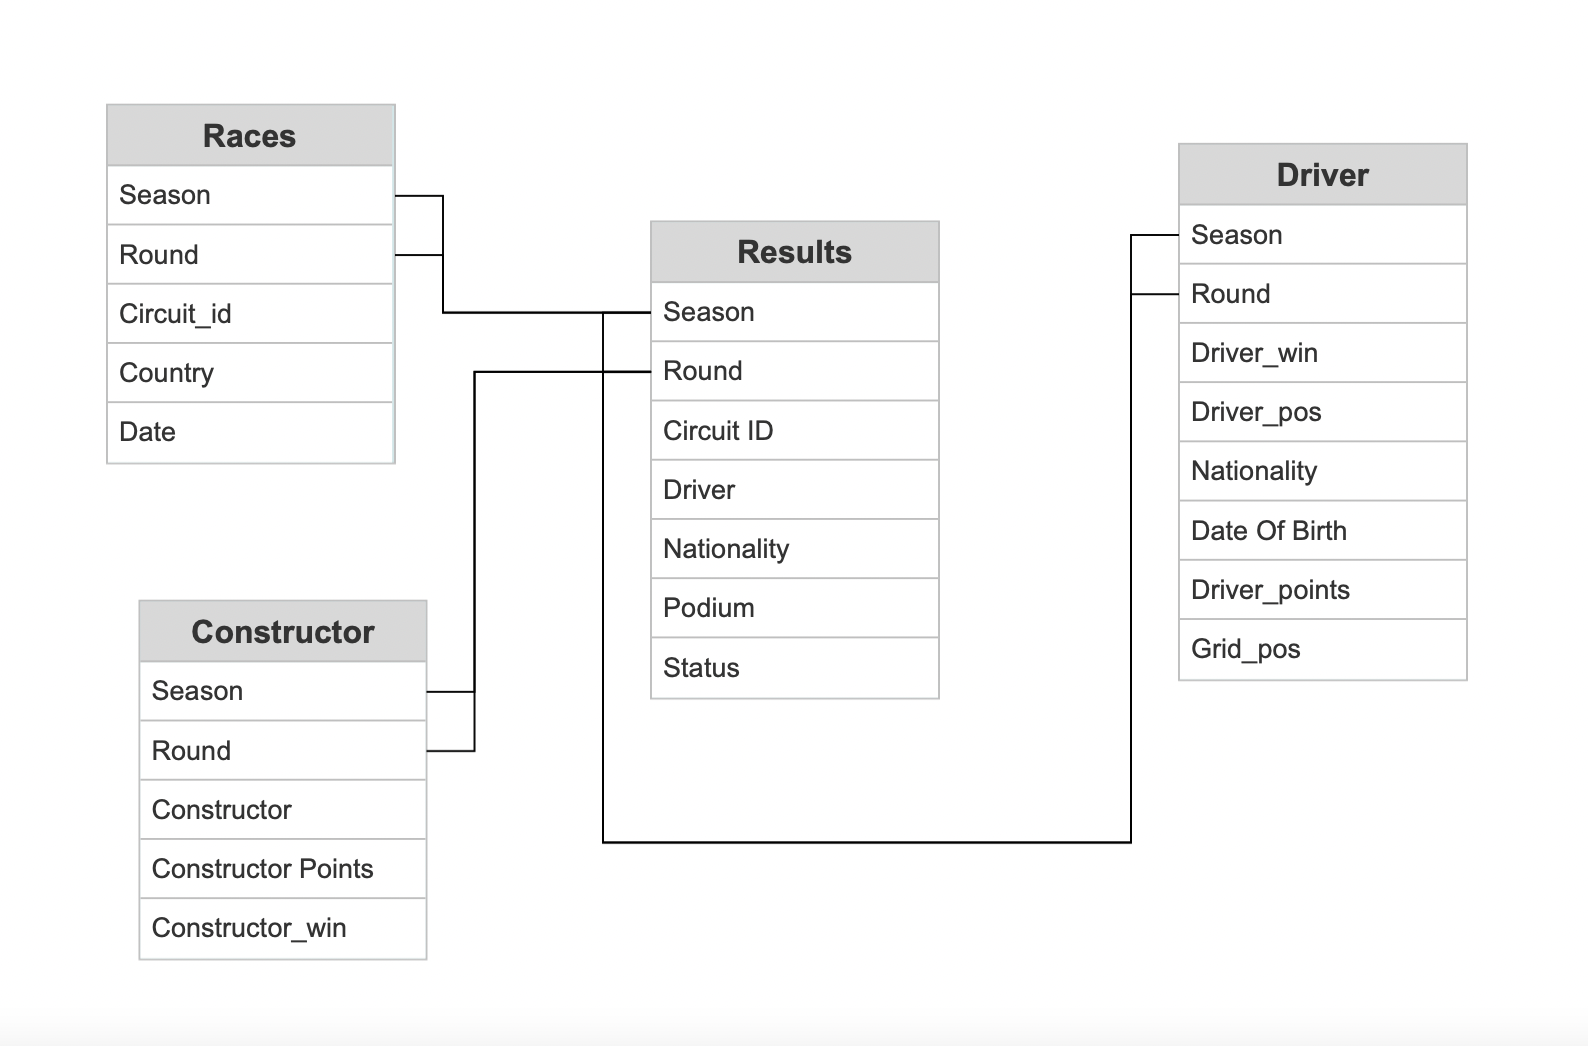 Races
Season
Round
Circuit_id
Country
Date
Constructor
Season
Round
Constructor
Constructor Points
Constructor_win
Results
Season
Round
Circuit ID
Driver
Nationality
Podium
Status
Driver
Season
Round
Driver_win
Driver_pos
Nationality
Date Of Birth
Driver_points
Grid_pos